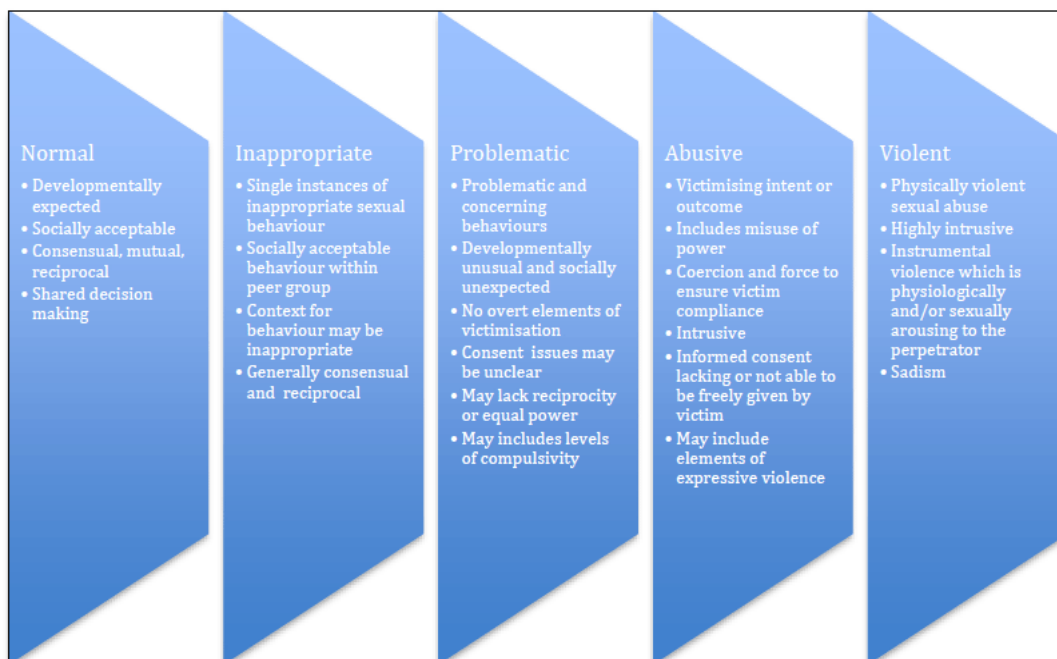 Normal
• Developmentally
expected
• Socially acceptable
• Consensual, mutual,
reciprocal
• Shared decision
making
Inappropriate
• Single instances of
inappropriate sexual
behaviour
• Socially acceptable
behaviour within
peer group
• Context for
behaviour may be
inappropriate
• Generally consensual
and reciprocal
Problematic
• Problematic and
concerning
behaviours
• Developmentally
unusual and socially
unexpected
• No overt elements of
victimisation
• Consent issues may
be unclear
• May lack reciprocity
or equal power
• May includes levels
of compulsivity
Abusive
• Victimising intent or
outcome
• Includes misuse of
power
• Coercion and force to
ensure victim
compliance
• Intrusive
• Informed consent
lacking or not able to
be freely given by
victim
• May include
elements of
expressive violence
Violent
• Physically violent
sexual abuse
• Highly intrusive
• Instrumental
violence which is
physiologically
and/or sexually
arousing to the
perpetrator
• Sadism